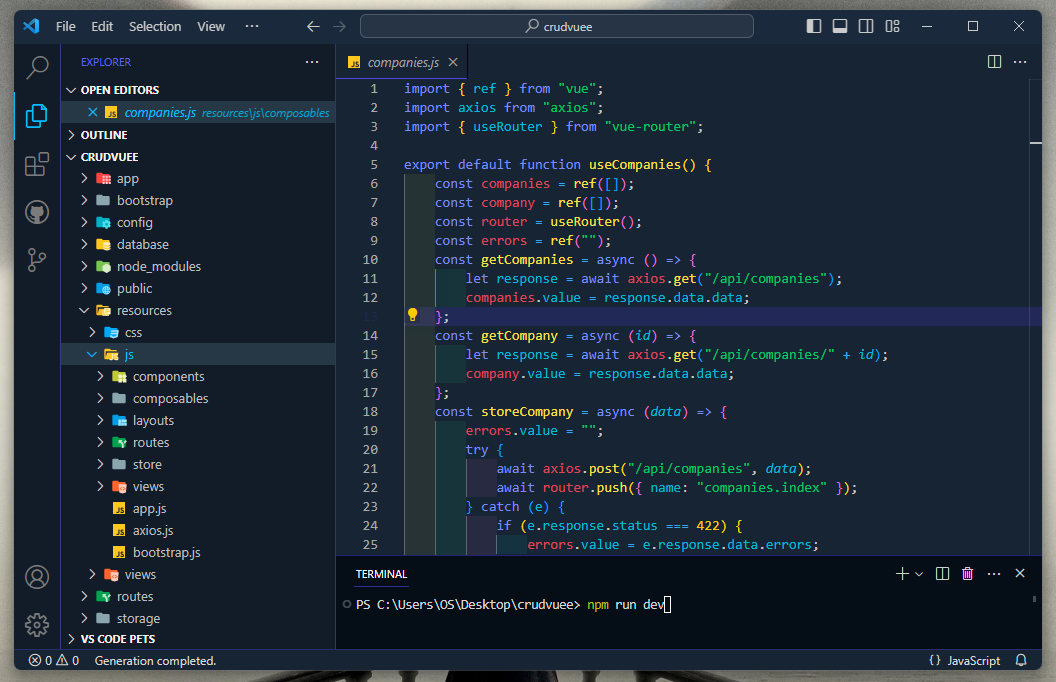 File Edit Selection View ··· crudvuee
EXPLORER ···
OPEN EDITORS
companies.js resources\js\composables
OUTLINE
CRUDVUEE
app
bootstrap
config
database
node_modules
public
resources
css
js
components
composables
layouts
routes
store
views
app.js
axios.js
bootstrap.js
views
routes
storage
VS CODE PETS
companies.js
1 import { ref } from "vue";
2 import axios from "axios";
3 import { useRouter } from "vue-router";
4
5 export default function useCompanies() {
6 const companies = ref([]);
7 const company = ref([]);
8 const router = useRouter();
9 const errors = ref("");
10 const getCompanies = async () => {
11 let response = await axios.get("/api/companies");
12 companies.value = response.data.data;
13 };
14 const getCompany = async (id) => {
15 let response = await axios.get("/api/companies/" + id);
16 company.value = response.data.data;
17 };
18 const storeCompany = async (data) => {
19 errors.value = "";
20 try {
21 await axios.post("/api/companies", data);
22 await router.push({ name: "companies.index" });
23 } catch (e) {
24 if (e.response.status === 422) {
25 errors.value = e.response.data.errors;
TERMINAL
PS C:\Users\OS\Desktop\crudvuee> npm run dev
0 0 Generation completed. {} JavaScript